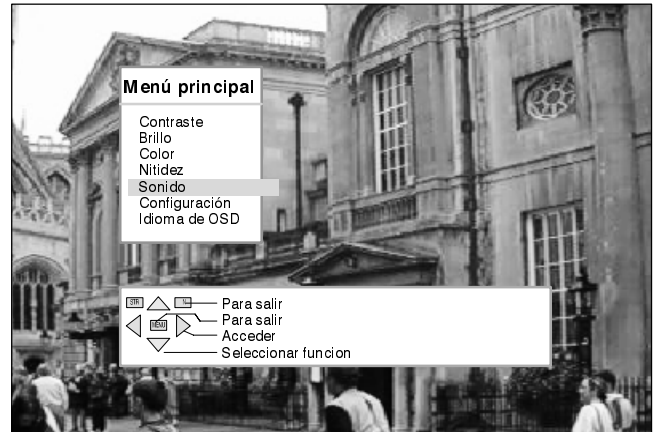 Menú principal
Contraste
Brillo
Color
Nitidez
Sonido
Configuración
Idioma de OSD
STR
Para salir
MENU
Para salir
Acceder
Seleccionar funcion